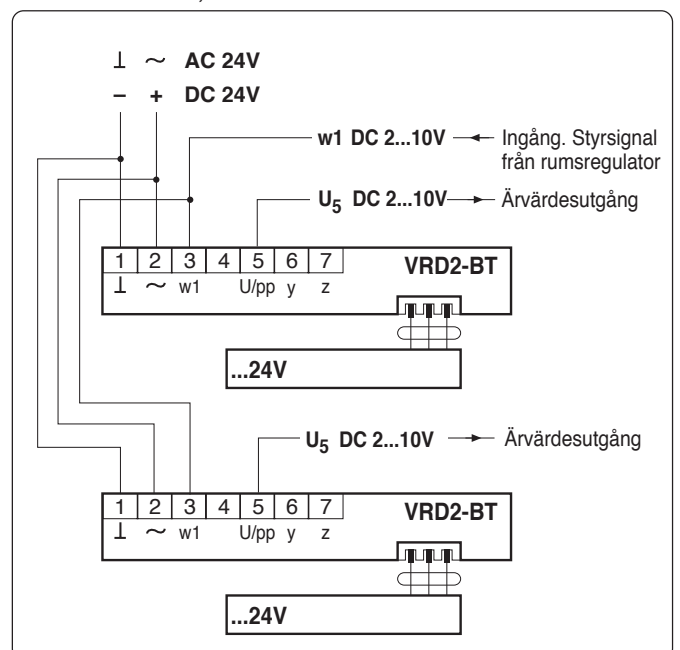 ⊥ ~ AC 24V
– + DC 24V
w1 DC 2...10V Ingång. Styrsignal
från rumsregulator
U5 DC 2...10V Ärvärdesutgång
1 2 3 4 5 6 7 VRD2-BT
⊥ ~ w1 U/pp y z
...24V
U5 DC 2...10V Ärvärdesutgång
1 2 3 4 5 6 7 VRD2-BT
⊥ ~ w1 U/pp y z
...24V